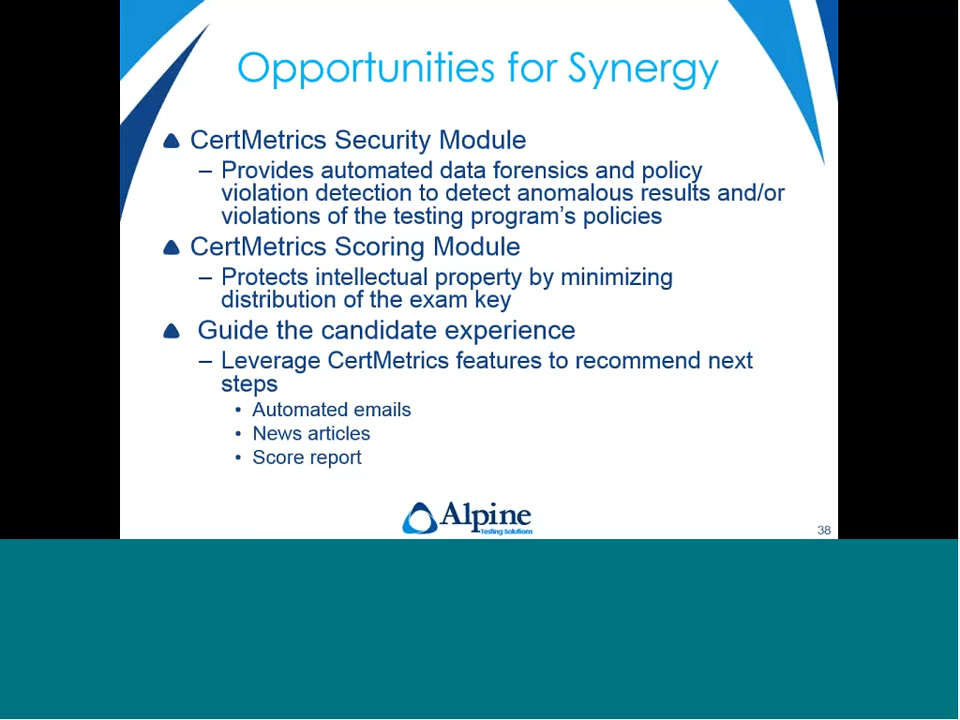 Opportunities for Synergy
CertMetrics Security Module
– Provides automated data forensics and policy
violation detection to detect anomalous results and/or
violations of the testing program's policies
CertMetrics Scoring Module
– Protects intellectual property by minimizing
distribution of the exam key
Guide the candidate experience
– Leverage CertMetrics features to recommend next
steps
• Automated emails
• News articles
• Score report
Alpine
Testing Solutions
38